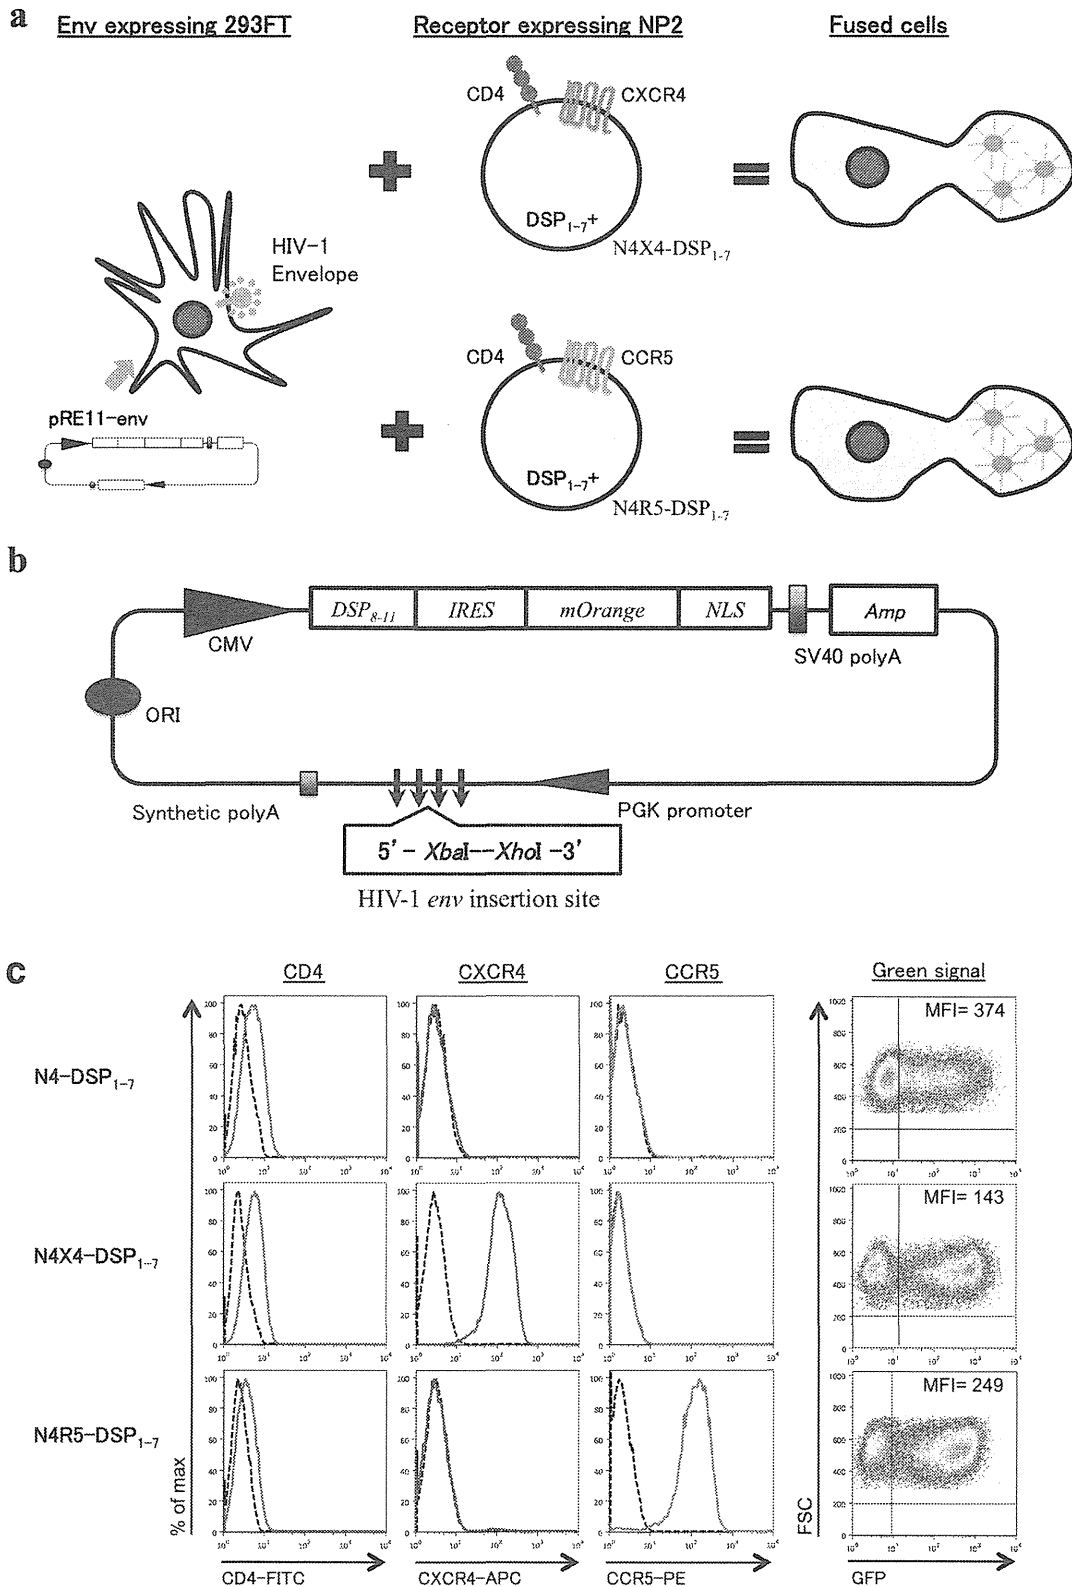 a
Env expressing 293FT
Receptor expressing NP2
Fused cells
CD4
CXCR4
DSP1-7+
N4X4-DSP1-7
HIV-1
Envelope
CD4
CCR5
DSP1-7+
N4R5-DSP1-7
pRE11-env
b
DSP8-11
IRES
mOrange
NLS
Amp
CMV
SV40 polyA
ORI
Synthetic polyA
PGK promoter
5' - XbaI--XhoI -3'
HIV-1 env insertion site
c
CD4
CXCR4
CCR5
Green signal
N4-DSP1-7
MFI= 374
N4X4-DSP1-7
MFI= 143
N4R5-DSP1-7
MFI= 249
% of max
FSC
CD4-FITC
CXCR4-APC
CCR5-PE
GFP